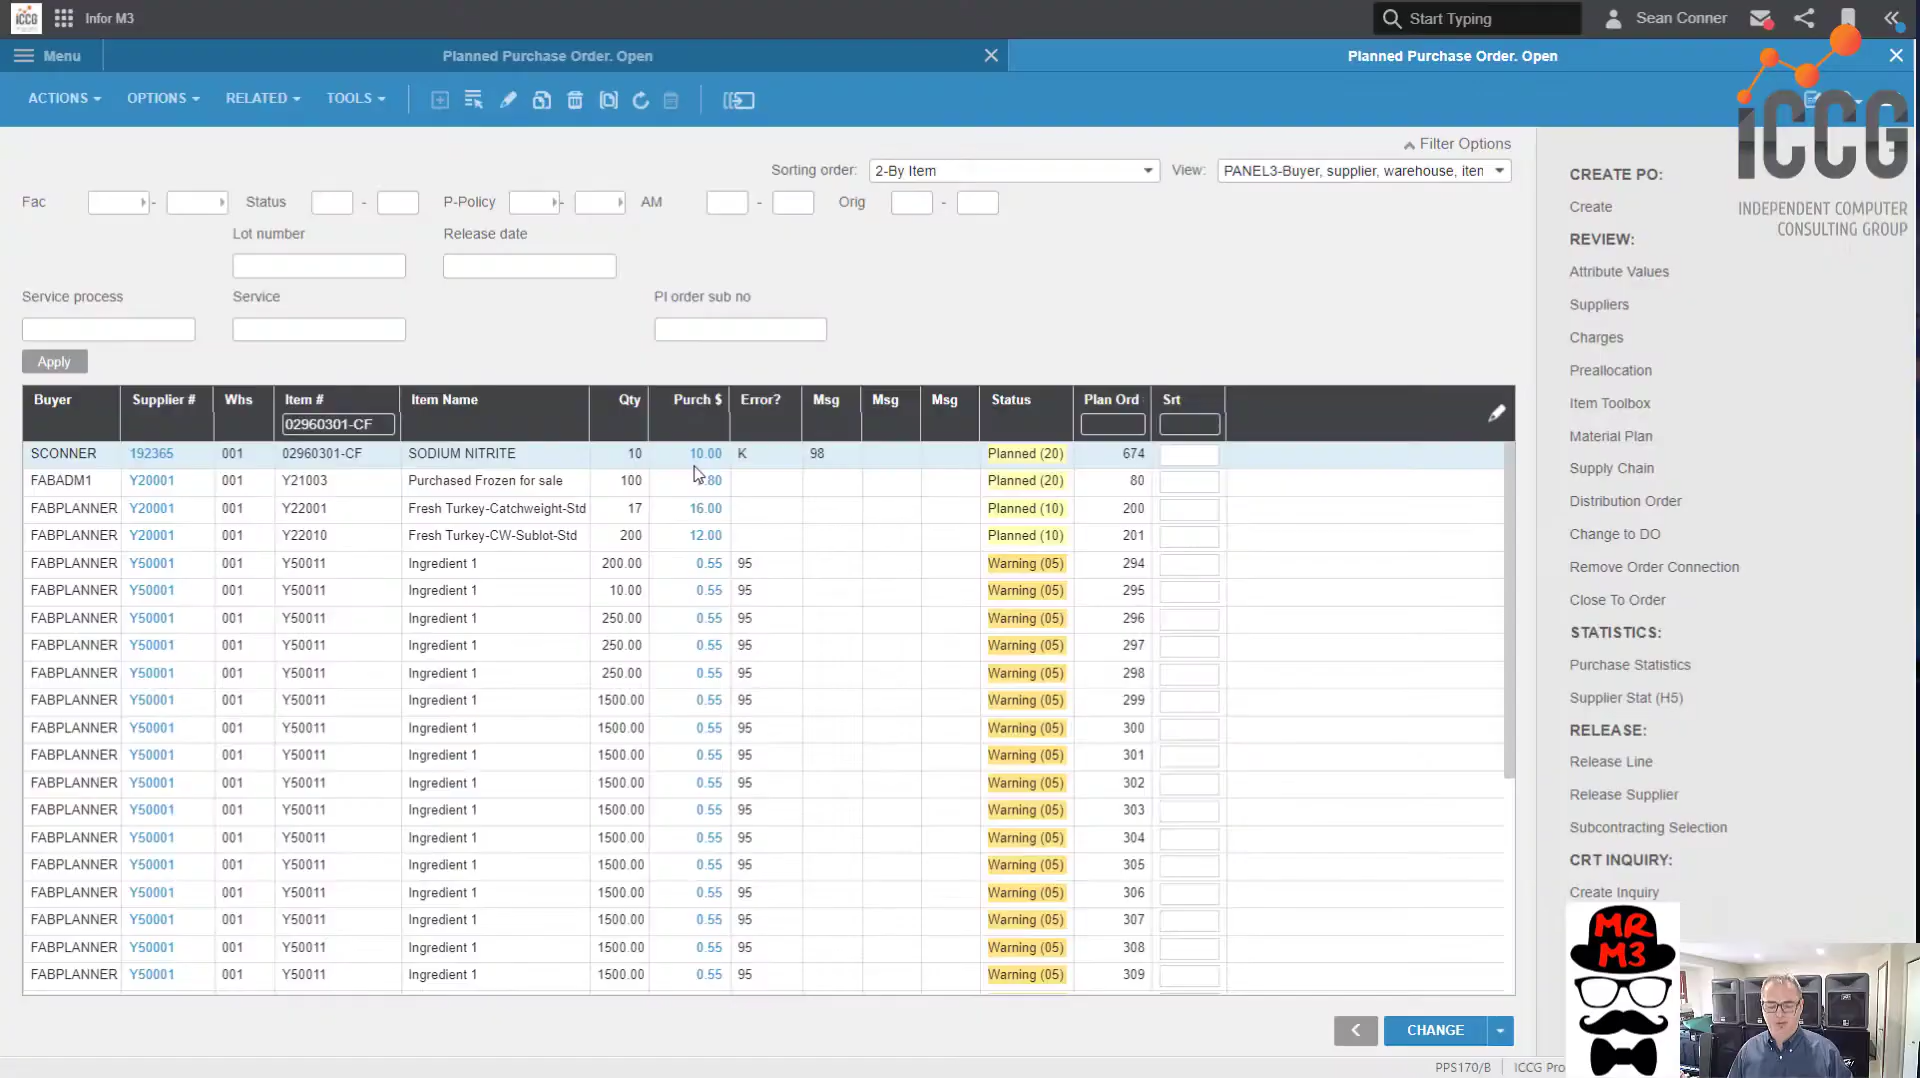 iCCG Infor M3 Start Typing Sean Conner
Menu Planned Purchase Order. Open Planned Purchase Order. Open
ACTIONS OPTIONS RELATED TOOLS
iCCG
INDEPENDENT COMPUTER
CONSULTING GROUP
Filter Options
Sorting order: 2-By Item View: PANEL3-Buyer, supplier, warehouse, iten
Fac - Status - P-Policy - AM - Orig -
Lot number Release date
Service process Service PI order sub no
Apply
Buyer Supplier # Whs Item # Item Name Qty Purch $ Error? Msg Msg Msg Status Plan Ord Srt
02960301-CF
SCONNER 192365 001 02960301-CF SODIUM NITRITE 10 10.00 K 98 Planned (20) 674
FABADM1 Y20001 001 Y21003 Purchased Frozen for sale 100 .80 Planned (20) 80
FABPLANNER Y20001 001 Y22001 Fresh Turkey-Catchweight-Std 17 16.00 Planned (10) 200
FABPLANNER Y20001 001 Y22010 Fresh Turkey-CW-Sublot-Std 200 12.00 Planned (10) 201
FABPLANNER Y50001 001 Y50011 Ingredient 1 200.00 0.55 95 Warning (05) 294
FABPLANNER Y50001 001 Y50011 Ingredient 1 10.00 0.55 95 Warning (05) 295
FABPLANNER Y50001 001 Y50011 Ingredient 1 250.00 0.55 95 Warning (05) 296
FABPLANNER Y50001 001 Y50011 Ingredient 1 250.00 0.55 95 Warning (05) 297
FABPLANNER Y50001 001 Y50011 Ingredient 1 250.00 0.55 95 Warning (05) 298
FABPLANNER Y50001 001 Y50011 Ingredient 1 1500.00 0.55 95 Warning (05) 299
FABPLANNER Y50001 001 Y50011 Ingredient 1 1500.00 0.55 95 Warning (05) 300
FABPLANNER Y50001 001 Y50011 Ingredient 1 1500.00 0.55 95 Warning (05) 301
FABPLANNER Y50001 001 Y50011 Ingredient 1 1500.00 0.55 95 Warning (05) 302
FABPLANNER Y50001 001 Y50011 Ingredient 1 1500.00 0.55 95 Warning (05) 303
FABPLANNER Y50001 001 Y50011 Ingredient 1 1500.00 0.55 95 Warning (05) 304
FABPLANNER Y50001 001 Y50011 Ingredient 1 1500.00 0.55 95 Warning (05) 305
FABPLANNER Y50001 001 Y50011 Ingredient 1 1500.00 0.55 95 Warning (05) 306
FABPLANNER Y50001 001 Y50011 Ingredient 1 1500.00 0.55 95 Warning (05) 307
FABPLANNER Y50001 001 Y50011 Ingredient 1 1500.00 0.55 95 Warning (05) 308
FABPLANNER Y50001 001 Y50011 Ingredient 1 1500.00 0.55 95 Warning (05) 309
CHANGE
PPS170/B ICCG Pro
CREATE PO:
Create
REVIEW:
Attribute Values
Suppliers
Charges
Preallocation
Item Toolbox
Material Plan
Supply Chain
Distribution Order
Change to DO
Remove Order Connection
Close To Order
STATISTICS:
Purchase Statistics
Supplier Stat (H5)
RELEASE:
Release Line
Release Supplier
Subcontracting Selection
CRT INQUIRY:
Create Inquiry
MR
M3